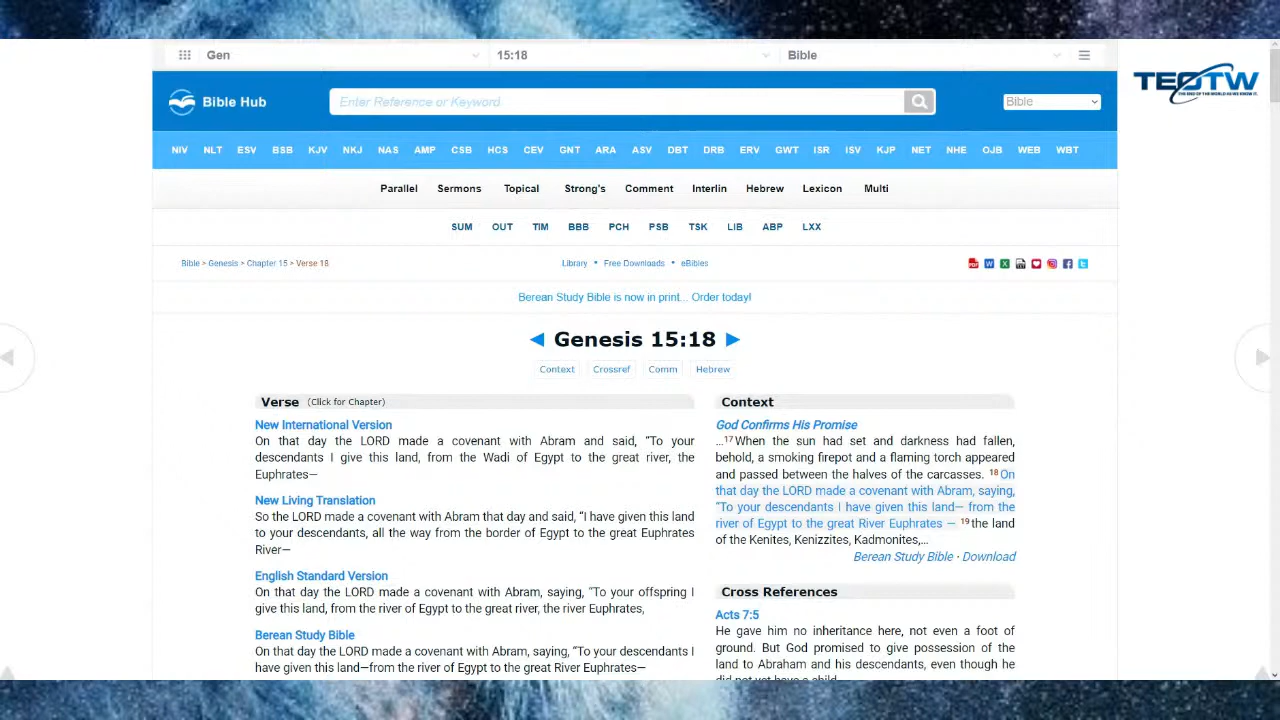 Gen 15:18 Bible
Bible Hub Enter Reference or Keyword Bible
TEOTW
THE END OF THE WORLD AS WE KNOW IT.
NIV NLT ESV BSB KJV NKJ NAS AMP CSB HCS CEV GNT ARA ASV DBT DRB ERV GWT ISR ISV KJP NET NHE OJB WEB WBT
Parallel Sermons Topical Strong's Comment Interlin Hebrew Lexicon Multi
SUM OUT TIM BBB PCH PSB TSK LIB ABP LXX
Bible > Genesis > Chapter 15 > Verse 18 Library • Free Downloads • eBibles
Berean Study Bible is now in print... Order today!
◄ Genesis 15:18 ►
Context Crossref Comm Hebrew
Verse (Click for Chapter)
New International Version
On that day the LORD made a covenant with Abram and said, “To your
descendants I give this land, from the Wadi of Egypt to the great river, the
Euphrates—
New Living Translation
So the LORD made a covenant with Abram that day and said, “I have given this land
to your descendants, all the way from the border of Egypt to the great Euphrates
River—
English Standard Version
On that day the LORD made a covenant with Abram, saying, “To your offspring I
give this land, from the river of Egypt to the great river, the river Euphrates,
Berean Study Bible
On that day the LORD made a covenant with Abram, saying, “To your descendants I
have given this land—from the river of Egypt to the great River Euphrates—
Context
God Confirms His Promise
…17When the sun had set and darkness had fallen,
behold, a smoking firepot and a flaming torch appeared
and passed between the halves of the carcasses. 18On
that day the LORD made a covenant with Abram, saying,
“To your descendants I have given this land— from the
river of Egypt to the great River Euphrates — 19the land
of the Kenites, Kenizzites, Kadmonites,…
Berean Study Bible · Download
Cross References
Acts 7:5
He gave him no inheritance here, not even a foot of
ground. But God promised to give possession of the
land to Abraham and his descendants, even though he
did not yet have a child.